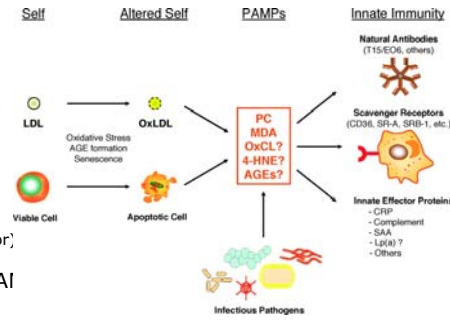 Self
Altered Self
PAMPs
Innate Immunity
Natural Antibodies
(T15/EO6, others)
LDL
OxLDL
Oxidative Stress
AGE formation
Senescence
PC
MDA
OxCL?
4-HNE?
AGEs?
Scavenger Receptors
(CD36, SR-A, SRB-1, etc.)
Viable Cell
Apoptotic Cell
Innate Effector Proteins
- CRP
- Complement
- SAA
- Lp(a) ?
- Others
or)
Infectious Pathogens